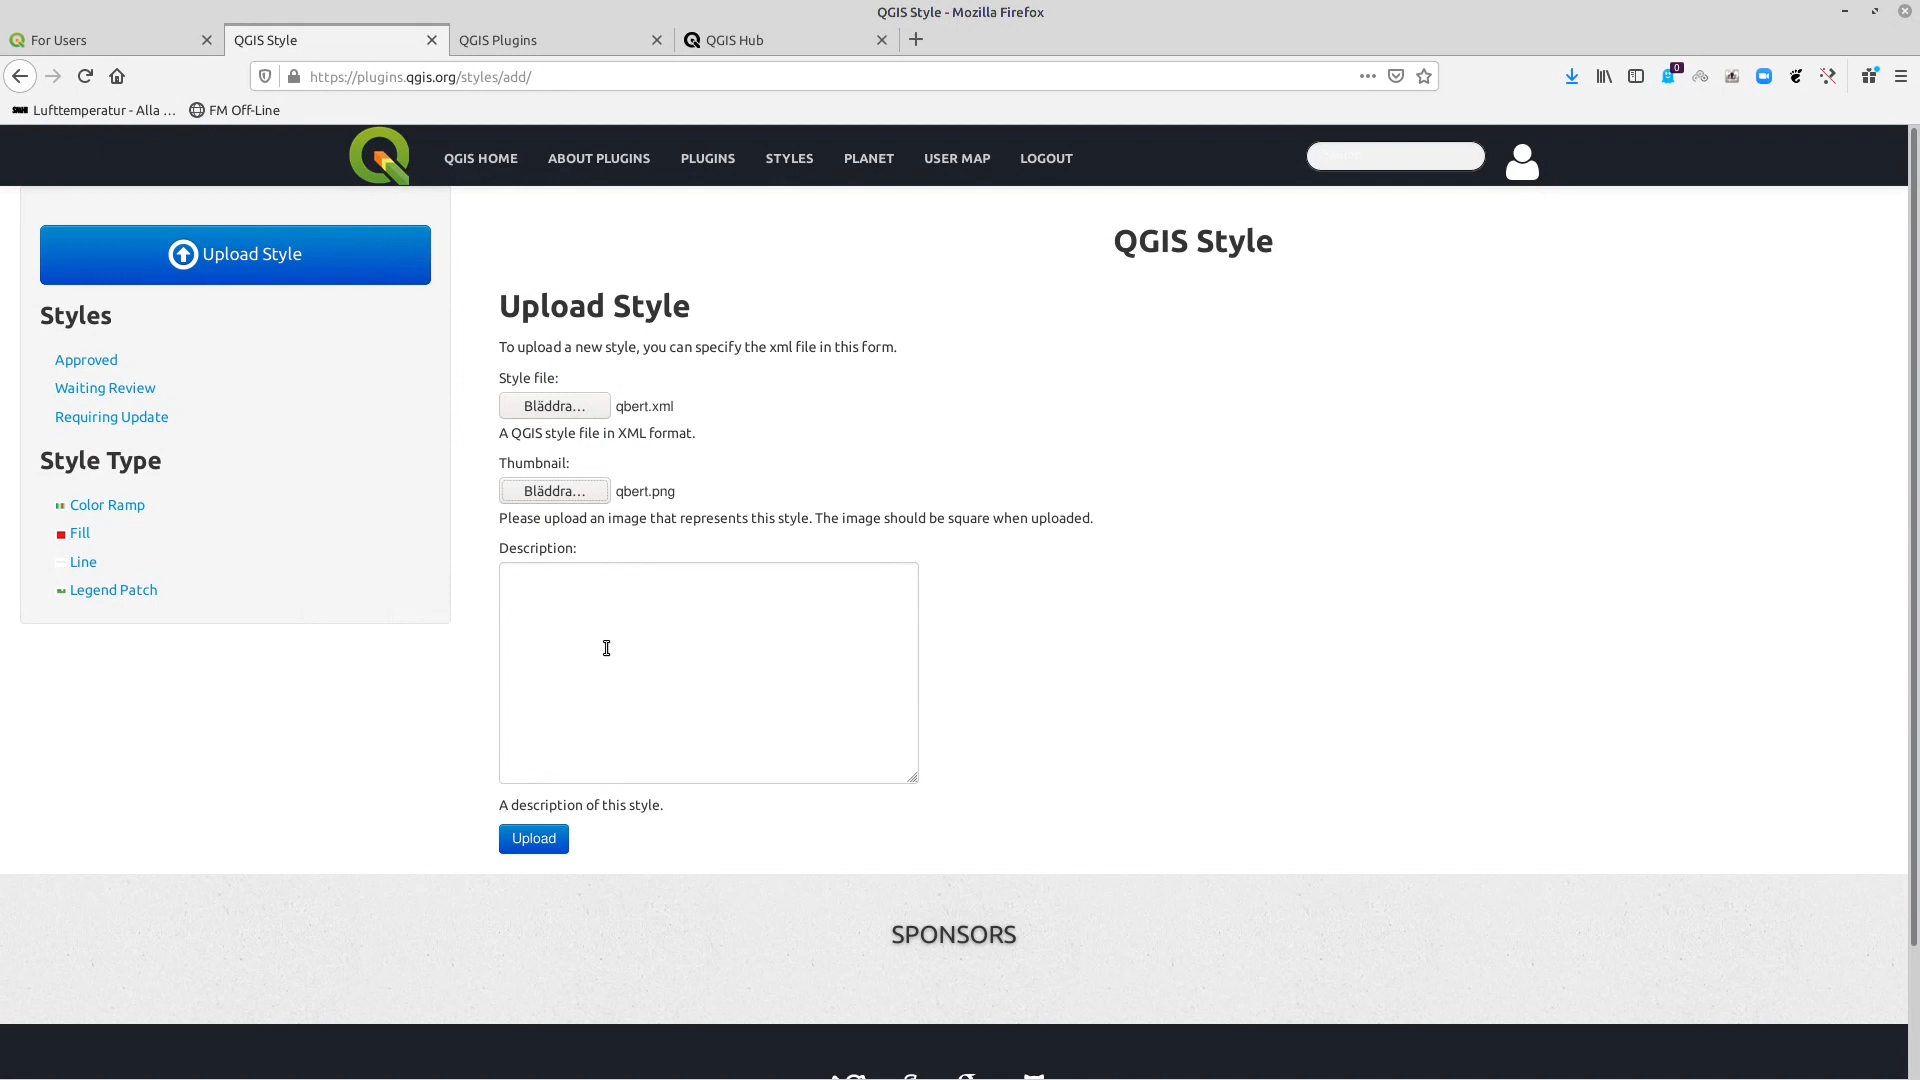 QGIS Style - Mozilla Firefox
For Users
QGIS Style
QGIS Plugins
QGIS Hub
https://plugins.qgis.org/styles/add/
0
Lufttemperatur - Alla ...
FM Off-Line
QGIS HOME
ABOUT PLUGINS
PLUGINS
STYLES
PLANET
USER MAP
LOGOUT
Upload Style
Styles
Approved
Waiting Review
Requiring Update
Style Type
Color Ramp
Fill
Line
Legend Patch
QGIS Style
Upload Style
To upload a new style, you can specify the xml file in this form.
Style file:
Bläddra... qbert.xml
A QGIS style file in XML format.
Thumbnail:
Bläddra... qbert.png
Please upload an image that represents this style. The image should be square when uploaded.
Description:
A description of this style.
Upload
SPONSORS